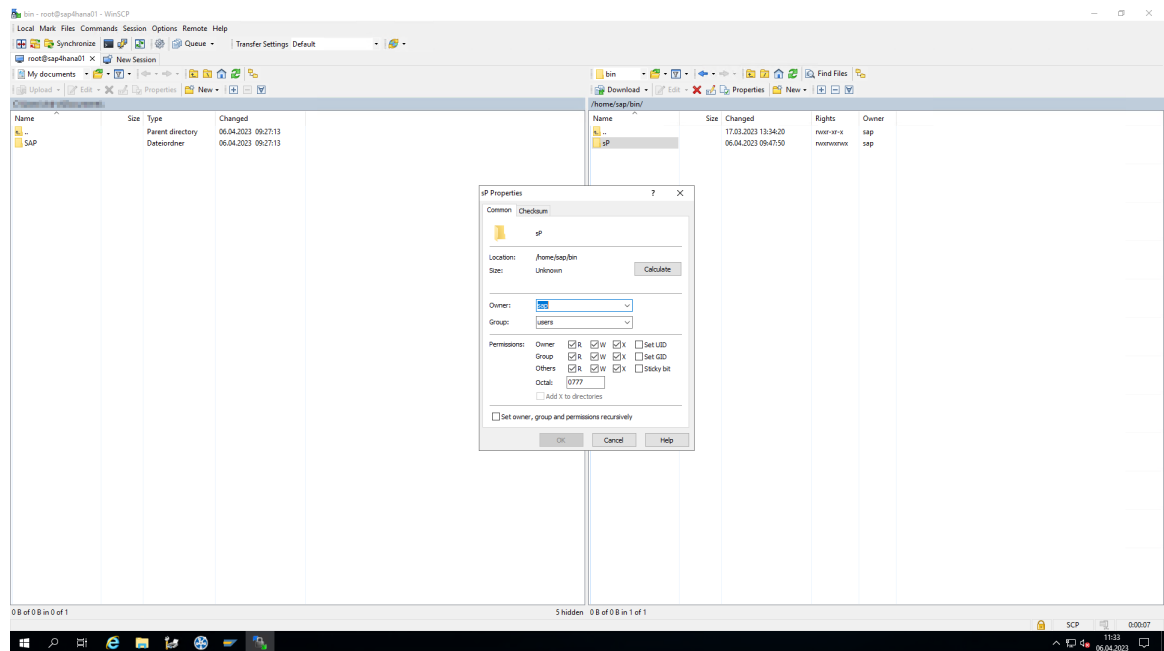 bin - root@sap4hana01 - WinSCP
Local Mark Files Commands Session Options Remote Help
Synchronize Queue Transfer Settings Default
root@sap4hana01 X New Session
My documents
bin Find Files
Upload Edit Properties New
Download Edit Properties New
/home/sap/bin/
Name Size Type Changed
Name Size Changed Rights Owner
.. Parent directory 06.04.2023 09:27:13
.. 17.03.2023 13:34:20 rwxr-xr-x sap
SAP Dateiordner 06.04.2023 09:27:13
sP 06.04.2023 09:47:50 rwxrwxrwx sap
sP Properties ? X
Common Checksum
sP
Location: /home/sap/bin
Size: Unknown Calculate
Owner: sap
Group: users
Permissions: Owner R W X Set UID
Group R W X Set GID
Others R W X Sticky bit
Octal: 0777
Add X to directories
Set owner, group and permissions recursively
OK Cancel Help
0 B of 0 B in 0 of 1 5 hidden 0 B of 0 B in 1 of 1
SCP 0:00:07
11:33
06.04.2023